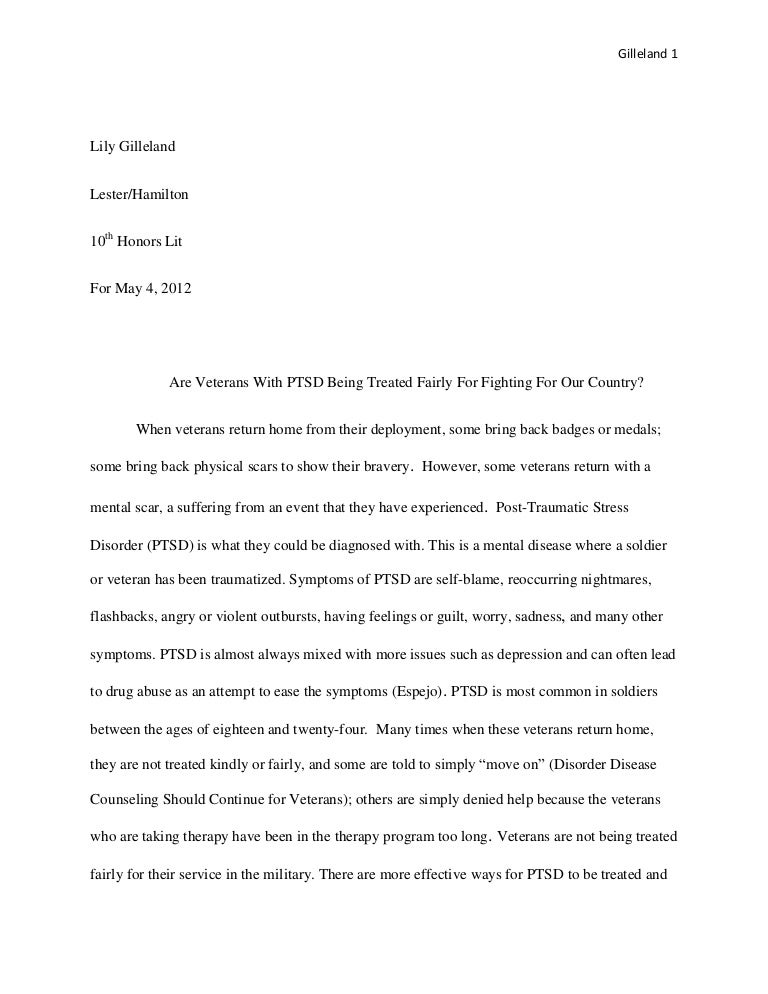 Gilleland 1
Lily Gilleland
Lester/Hamilton
10th Honors Lit
For May 4, 2012
Are Veterans With PTSD Being Treated Fairly For Fighting For Our Country?
When veterans return home from their deployment, some bring back badges or medals;
some bring back physical scars to show their bravery.  However, some veterans return with a
mental scar, a suffering from an event that they have experienced.  Post-Traumatic Stress
Disorder (PTSD) is what they could be diagnosed with. This is a mental disease where a soldier
or veteran has been traumatized. Symptoms of PTSD are self-blame, reoccurring nightmares,
flashbacks, angry or violent outbursts, having feelings or guilt, worry, sadness, and many other
symptoms. PTSD is almost always mixed with more issues such as depression and can often lead
to drug abuse as an attempt to ease the symptoms (Espejo). PTSD is most common in soldiers
between the ages of eighteen and twenty-four.  Many times when these veterans return home,
they are not treated kindly or fairly, and some are told to simply “move on” (Disorder Disease
Counseling Should Continue for Veterans); others are simply denied help because the veterans
who are taking therapy have been in the therapy program too long. Veterans are not being treated
fairly for their service in the military. There are more effective ways for PTSD to be treated and